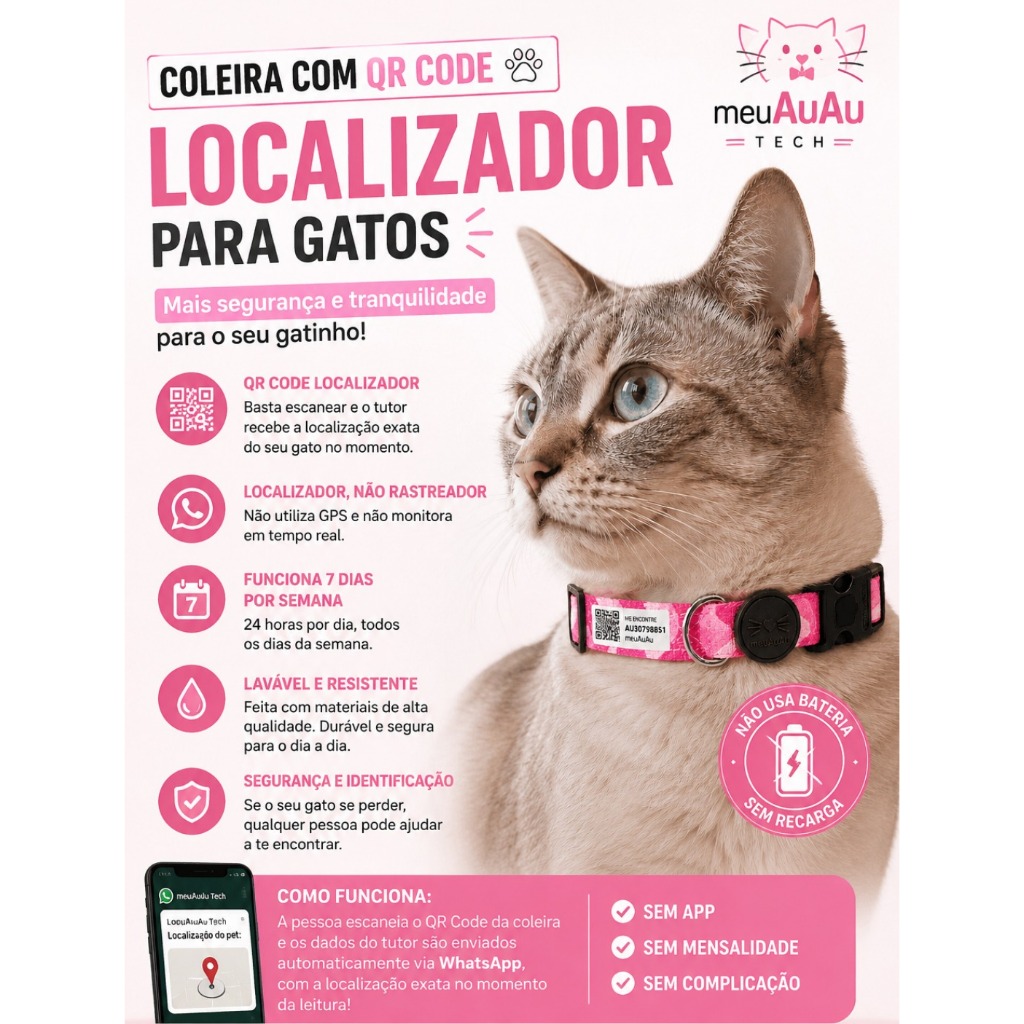 COLEIRA COM QR CODE
LOCALIZADOR
PARA GATOS
meuAuAu
TECH
Mais segurança e tranquilidade
para o seu gatinho!
QR CODE LOCALIZADOR
Basta escanear e o tutor
recebe a localização exata
do seu gato no momento.
LOCALIZADOR, NÃO RASTREADOR
Não utiliza GPS e não monitora
em tempo real.
7
FUNCIONA 7 DIAS
POR SEMANA
24 horas por dia, todos
os dias da semana.
LAVÁVEL E RESISTENTE
Feita com materiais de alta
qualidade. Durável e segura
para o dia a dia.
SEGURANÇA E IDENTIFICAÇÃO
Se o seu gato se perder,
qualquer pessoa pode ajudar
a te encontrar.
ME ENCONTRE
AU30798851
meuAuAu
NÃO USA BATERIA
SEM RECARGA
meuAuAu Tech
Tech
Localização do pet:
COMO FUNCIONA:
A pessoa escaneia o QR Code da coleira
e os dados do tutor são enviados
automaticamente via WhatsApp,
com a localização exata no momento
da leitura!
SEM APP
SEM MENSALIDADE
SEM COMPLICAÇÃO